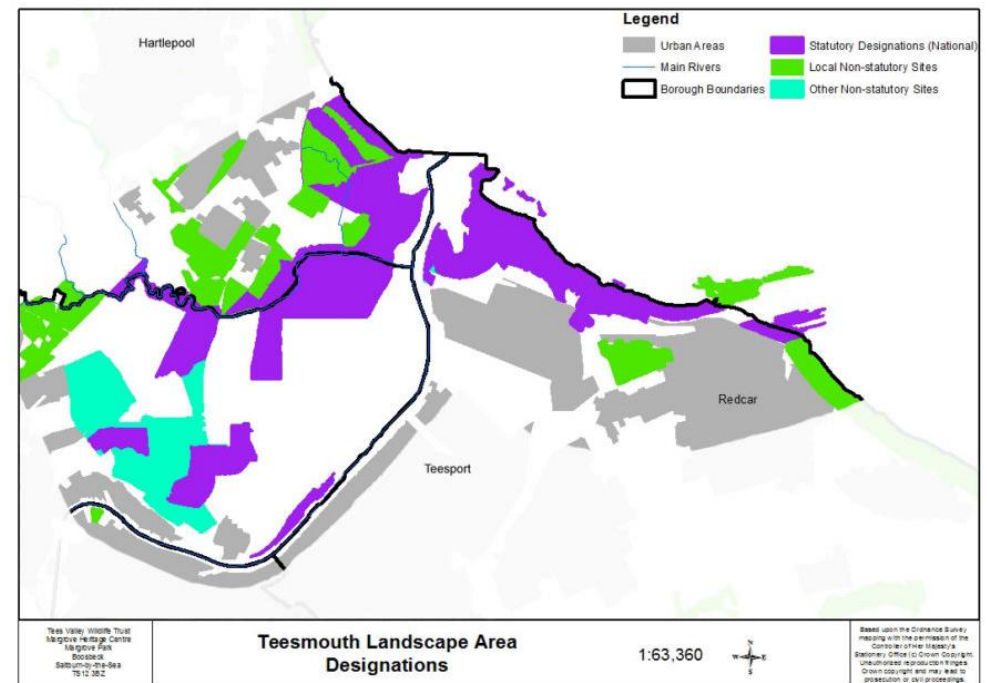 Hartlepool
Legend
Urban Areas
Main Rivers
Borough Boundaries
Statutory Designations (National)
Local Non-statutory Sites
Other Non-statutory Sites
Redcar
Teesport
Tees Valley Wildlife Trust
Margrove Heritage Centre
Margrove Park
Boosbeck
Saltburn-by-the-Sea
TS12 3BZ
Teesmouth Landscape Area
Designations
1:63,360
N
W
E
S
Based upon the Ordnance Survey
mapping with the permission of the
Controller of Her Majesty's
Stationery Office (c) Crown Copyright.
Unauthorized reproduction fringes
Crown copyright and may lead to
prosecution or civil proceedings.